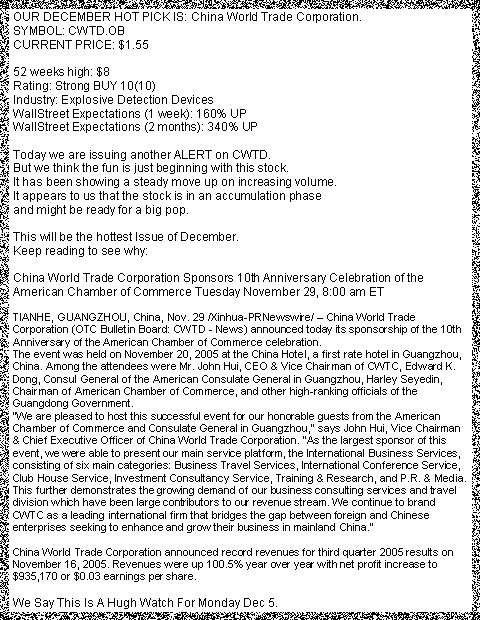 OUR DECEMBER HOT PICK IS: China World Trade Corporation.
SYMBOL: CWTD.OB
CURRENT PRICE: $1.55
52 weeks high: $8
Rating: Strong BUY 10(10)
Industry: Explosive Detection Devices
WallStreet Expectations (1 week): 160% UP
WallStreet Expectations (2 months): 340% UP
Today we are issuing another ALERT on CWTD.
But we think the fun is just beginning with this stock.
It has been showing a steady move up on increasing volume.
It appears to us that the stock is in an accumulation phase
and might be ready for a big pop.
This will be the hottest Issue of December.
Keep reading to see why:
China World Trade Corporation Sponsors 10th Anniversary Celebration of the
American Chamber of Commerce Tuesday November 29, 8:00 am ET
TIANHE, GUANGZHOU, China, Nov. 29 /Xinhua-PRNewswire/ – China World Trade
Corporation (OTC Bulletin Board: CWTD - News) announced today its sponsorship of the 10th
Anniversary of the American Chamber of Commerce celebration.
The event was held on November 20, 2005 at the China Hotel, a first rate hotel in Guangzhou,
China. Among the attendees were Mr. John Hui, CEO & Vice Chairman of CWTC, Edward K.
Dong, Consul General of the American Consulate General in Guangzhou, Harley Seyedin,
Chairman of American Chamber of Commerce, and other high-ranking officials of the
Guangdong Government.
"We are pleased to host this successful event for our honorable guests from the American
Chamber of Commerce and Consulate General in Guangzhou," says John Hui, Vice Chairman
& Chief Executive Officer of China World Trade Corporation. "As the largest sponsor of this
event, we were able to present our main service platform, the International Business Services,
consisting of six main categories: Business Travel Services, International Conference Service,
Club House Service, Investment Consultancy Service, Training & Research, and P.R. & Media.
This further demonstrates the growing demand of our business consulting services and travel
division which have been large contributors to our revenue stream. We continue to brand
CWTC as a leading international firm that bridges the gap between foreign and Chinese
enterprises seeking to enhance and grow their business in mainland China."
China World Trade Corporation announced record revenues for third quarter 2005 results on
November 16, 2005. Revenues were up 100.5% year over year with net profit increase to
$935,170 or $0.03 earnings per share.
We Say This Is A Hugh Watch For Monday Dec 5.